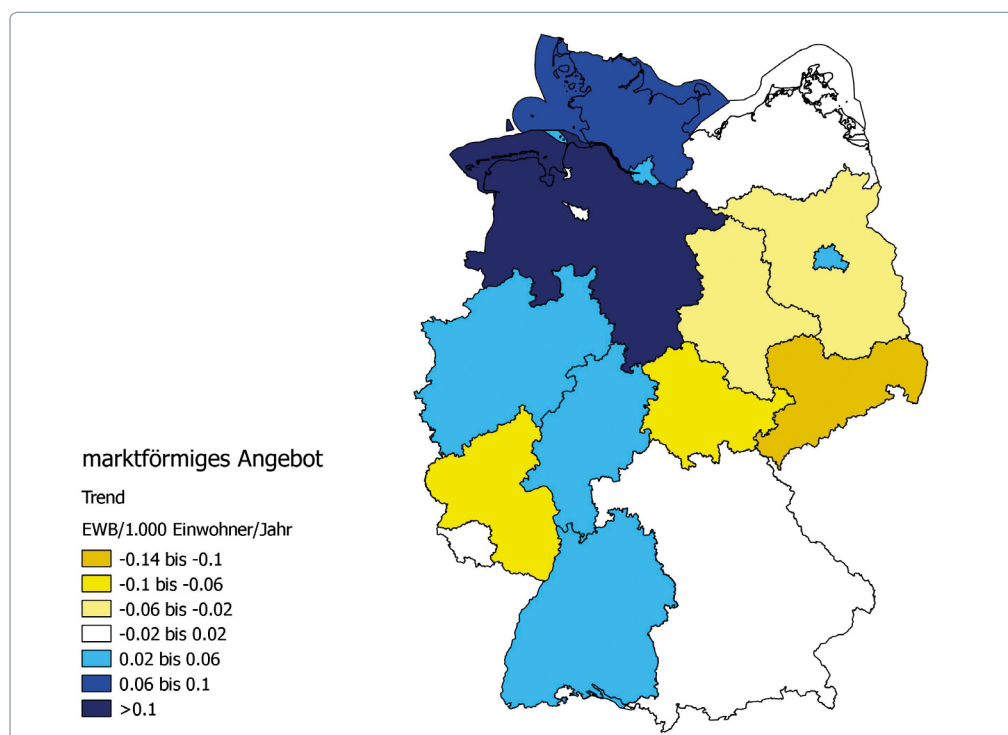 marktförmiges Angebot
Trend
EWB/1.000 Einwohner/Jahr
-0.14 bis -0.1
-0.1 bis -0.06
-0.06 bis -0.02
-0.02 bis 0.02
0.02 bis 0.06
0.06 bis 0.1
>0.1